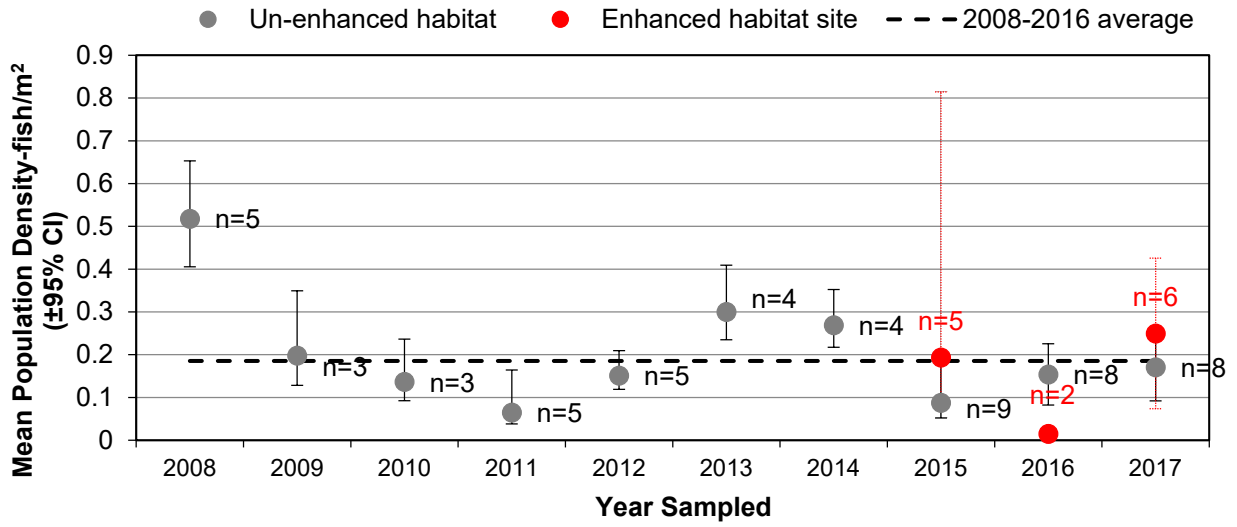 Un-enhanced habitat Enhanced habitat site 2008-2016 average
Mean Population Density-fish/m²
(±95% CI)
0.9
0.8
0.7
0.6
0.5
0.4
0.3
0.2
0.1
0
n=5
n=3
n=3
n=5
n=5
n=4
n=4
n=5
n=9
n=8
n=2
n=6
n=8
2008 2009 2010 2011 2012 2013 2014 2015 2016 2017
Year Sampled